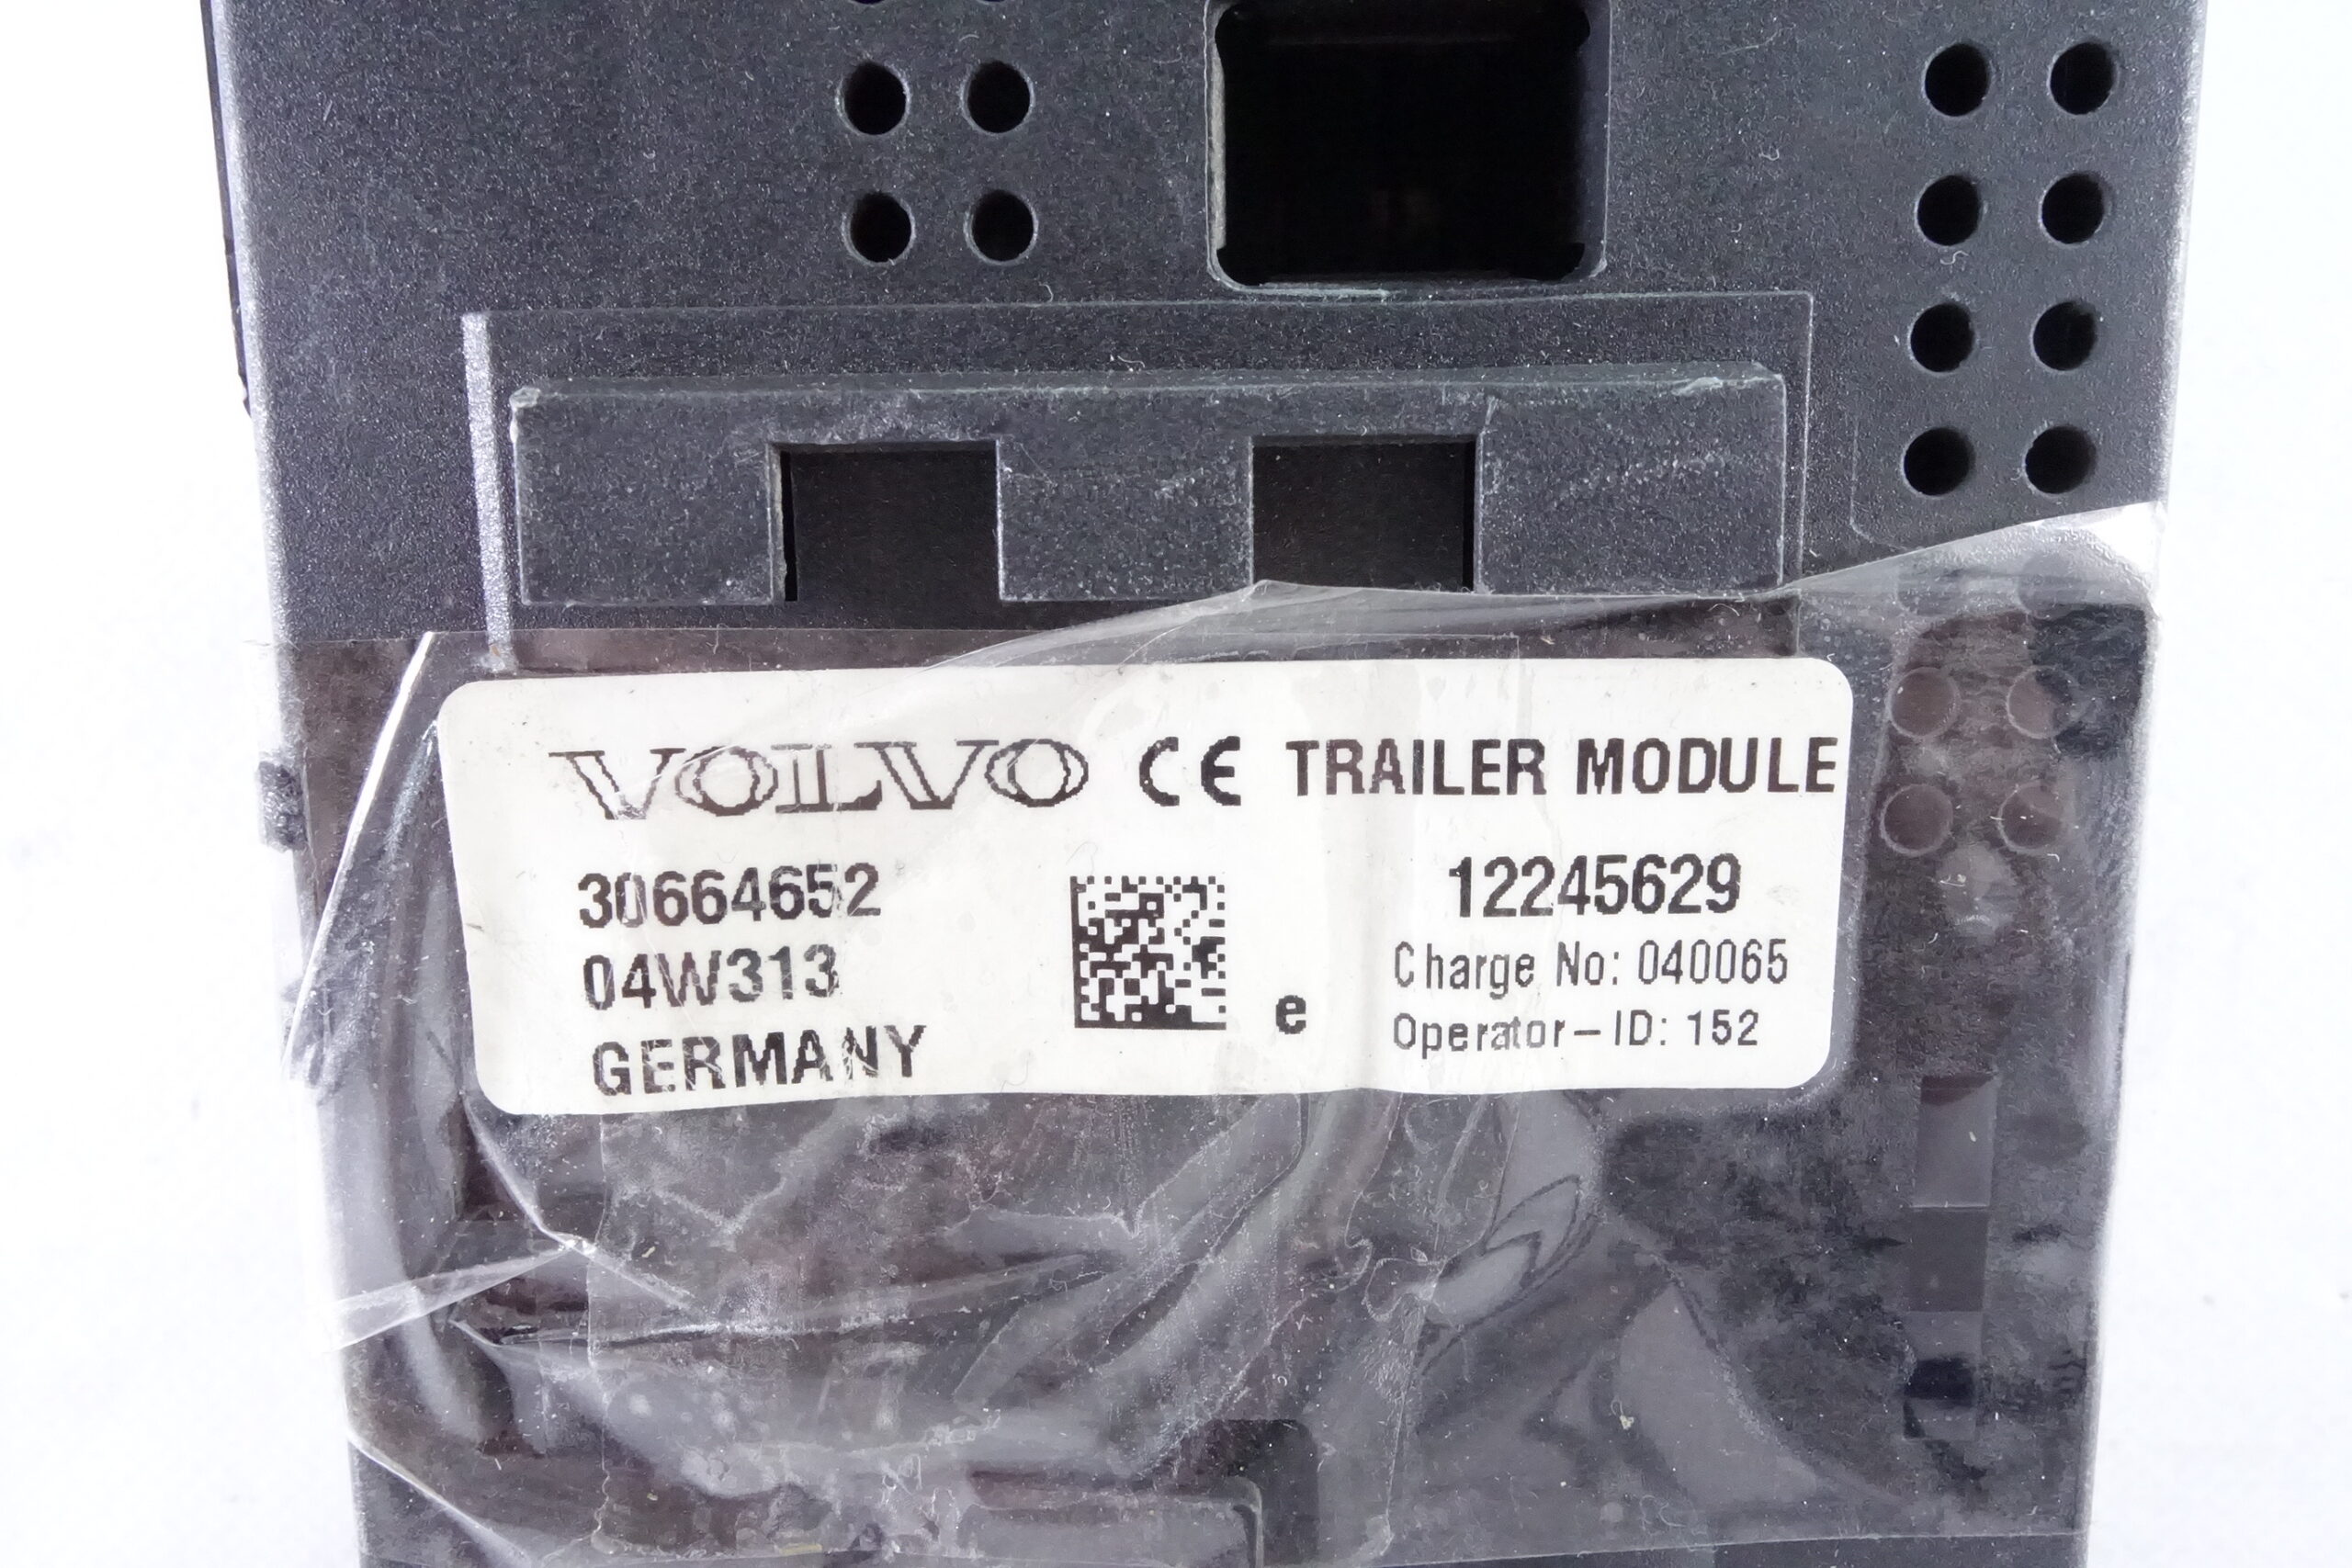 VOLVO CE TRAILER MODULE
30664652
04W313
GERMANY
e
12245629
Charge No: 040065
Operator-ID: 152